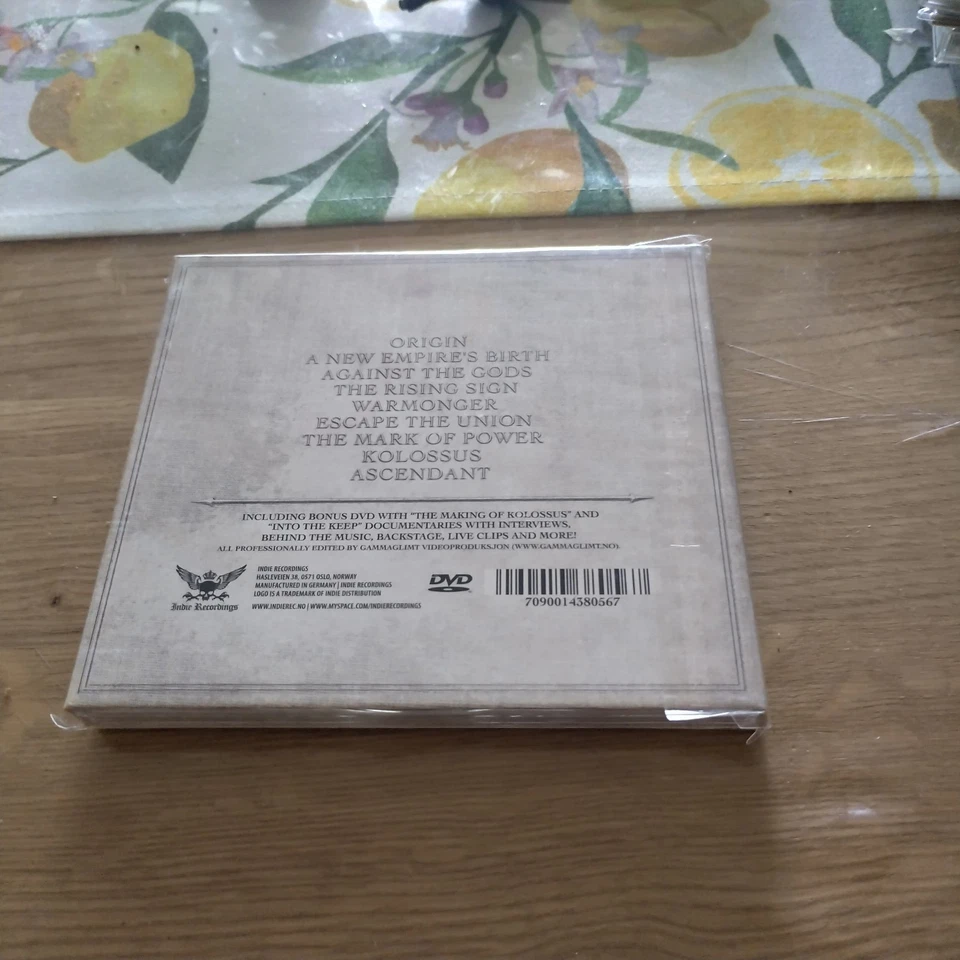 ORIGIN
A NEW EMPIRE'S BIRTH
AGAINST THE GODS
THE RISING SIGN
WARMONGER
ESCAPE THE UNION
THE MARK OF POWER
KOLOSSUS
ASCENDANT
INCLUDING BONUS DVD WITH "THE MAKING OF KOLOSSUS" AND
"INTO THE KEEP" DOCUMENTARIES WITH INTERVIEWS,
BEHIND THE MUSIC, BACKSTAGE, LIVE CLIPS AND MORE!
ALL PROFESSIONALLY EDITED BY GAMMAGLIMT VIDEOPRODUKSJON (WWW.GAMMAGLIMT.NO)
Indie Recordings
INDIE RECORDINGS
HASLEVEIEN 38, 0571 OSLO, NORWAY
MANUFACTURED IN GERMANY | INDIE RECORDINGS
LOGO IS A TRADEMARK OF INDIE DISTRIBUTION
WWW.INDIEREC.NO | WWW.MYSPACE.COM/INDIERECORDINGS
DVD
7090014380567